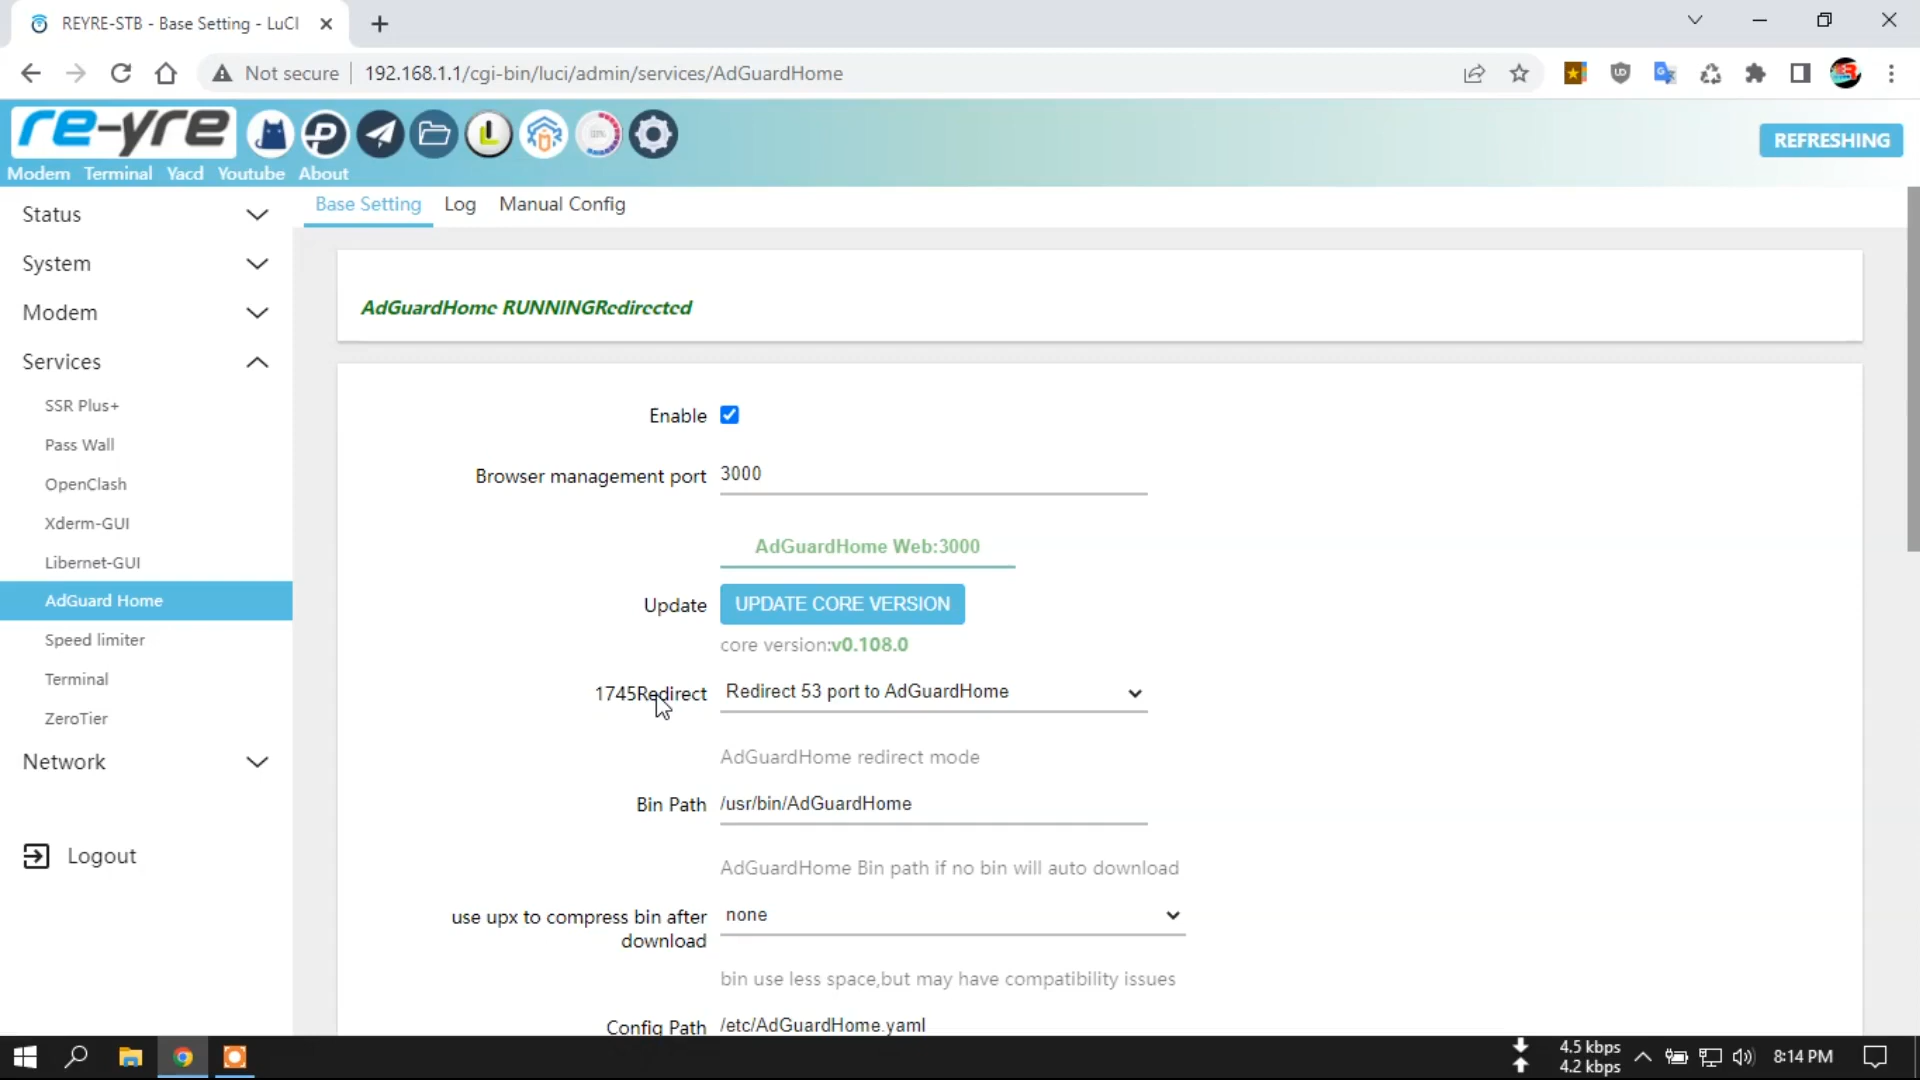 REYRE-STB - Base Setting - LuCI
Not secure
192.168.1.1/cgi-bin/luci/admin/services/AdGuardHome
re-yre
REFRESHING
Modem Terminal Yacd Youtube About
Status
System
Modem
Services
SSR Plus+
Pass Wall
OpenClash
Xderm-GUI
Libernet-GUI
AdGuard Home
Speed limiter
Terminal
ZeroTier
Network
Logout
Base Setting Log Manual Config
AdGuardHome RUNNINGRedirected
Enable
Browser management port 3000
AdGuardHome Web:3000
Update UPDATE CORE VERSION
core version:v0.108.0
1745Redirect Redirect 53 port to AdGuardHome
AdGuardHome redirect mode
Bin Path /usr/bin/AdGuardHome
AdGuardHome Bin path if no bin will auto download
use upx to compress bin after
download
none
bin use less space,but may have compatibility issues
Config Path /etc/AdGuardHome.yaml
4.5 kbps
4.2 kbps
8:14 PM